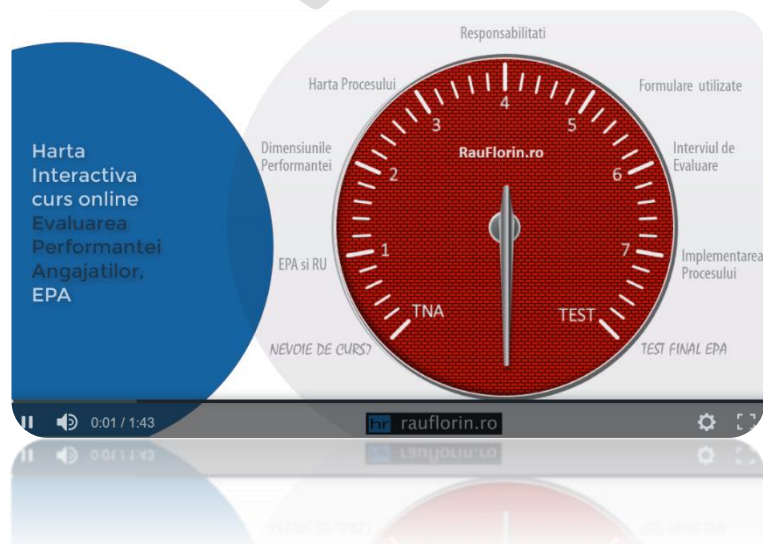 Harta
Interactiva
curs online
Evaluarea
Performantei
Angajatilor,
EPA
Responsabilitati
Harta Procesului
Formulare utilizate
Dimensiunile
Performantei
Interviul de
Evaluare
EPA si RU
Implementarea
Procesului
NEVOIE DE CURS?
TEST FINAL EPA
RauFlorin.ro
TNA
1
2
3
4
5
6
7
TEST
0:01 / 1:43
hr rauflorin.ro